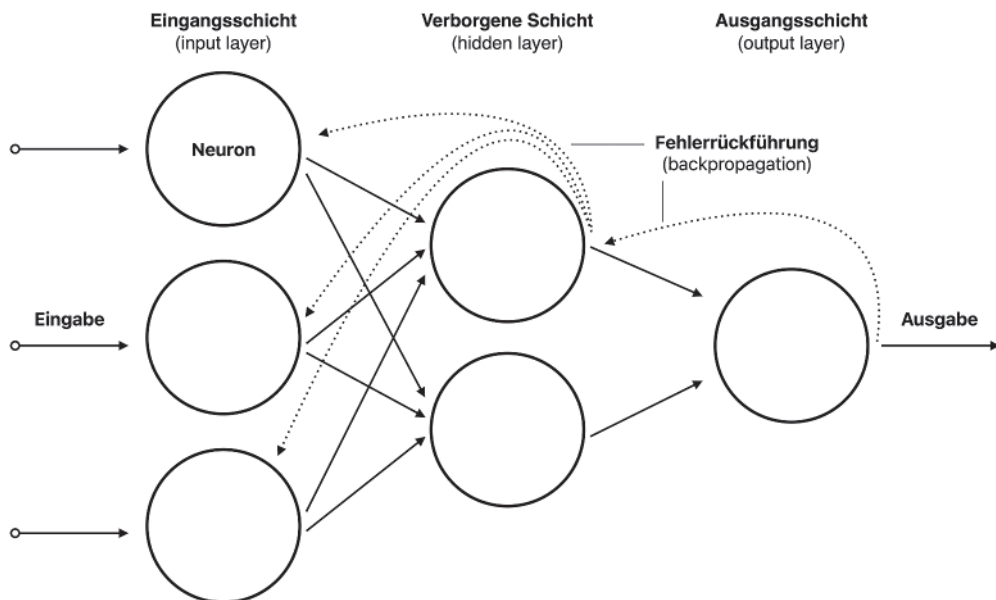 Eingangsschicht
(input layer)
Verborgene Schicht
(hidden layer)
Ausgangsschicht
(output layer)
Neuron
Fehlerrückführung
(backpropagation)
Eingabe
Ausgabe